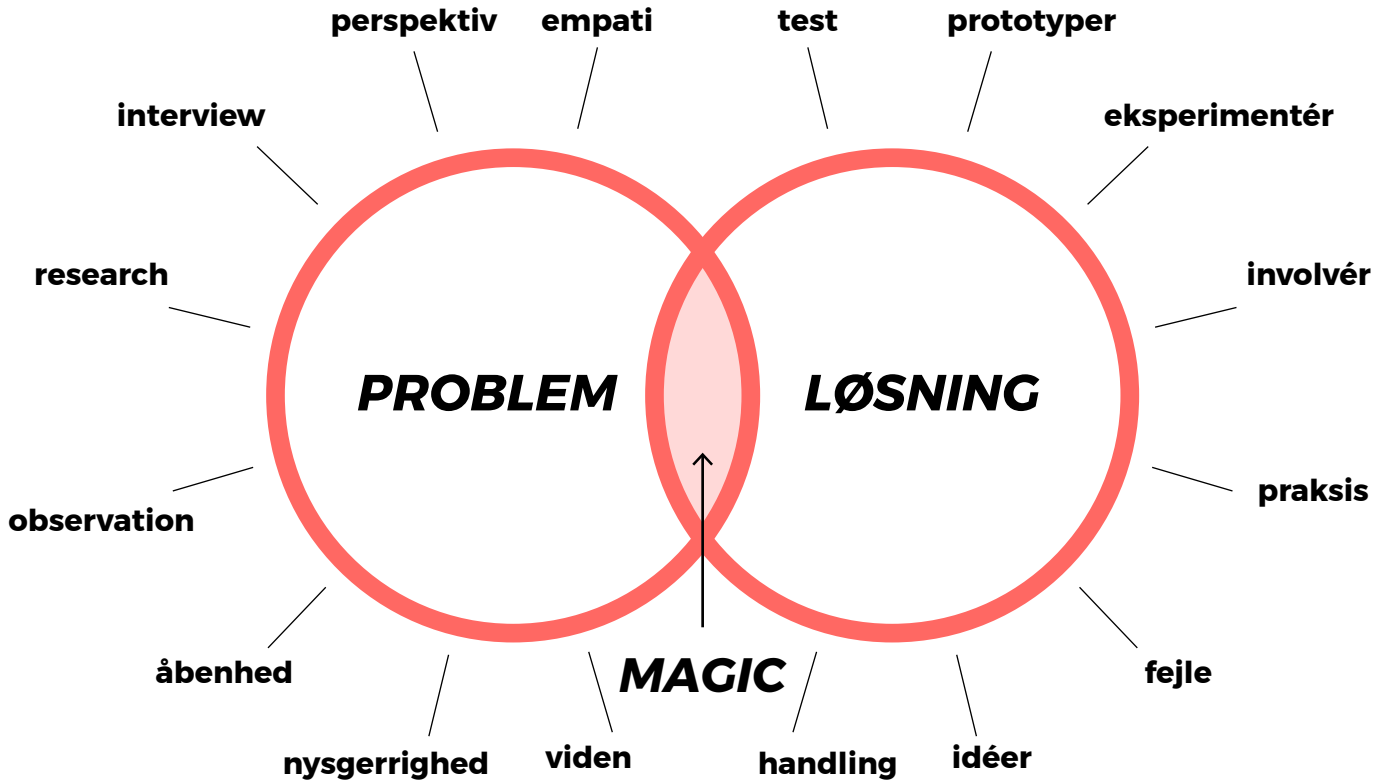 perspektiv
empati
test
prototyper
interview
eksperimentér
research
involvér
PROBLEM
LØSNING
observation
praksis
åbenhed
MAGIC
fejle
nysgerrighed
viden
handling
idéer